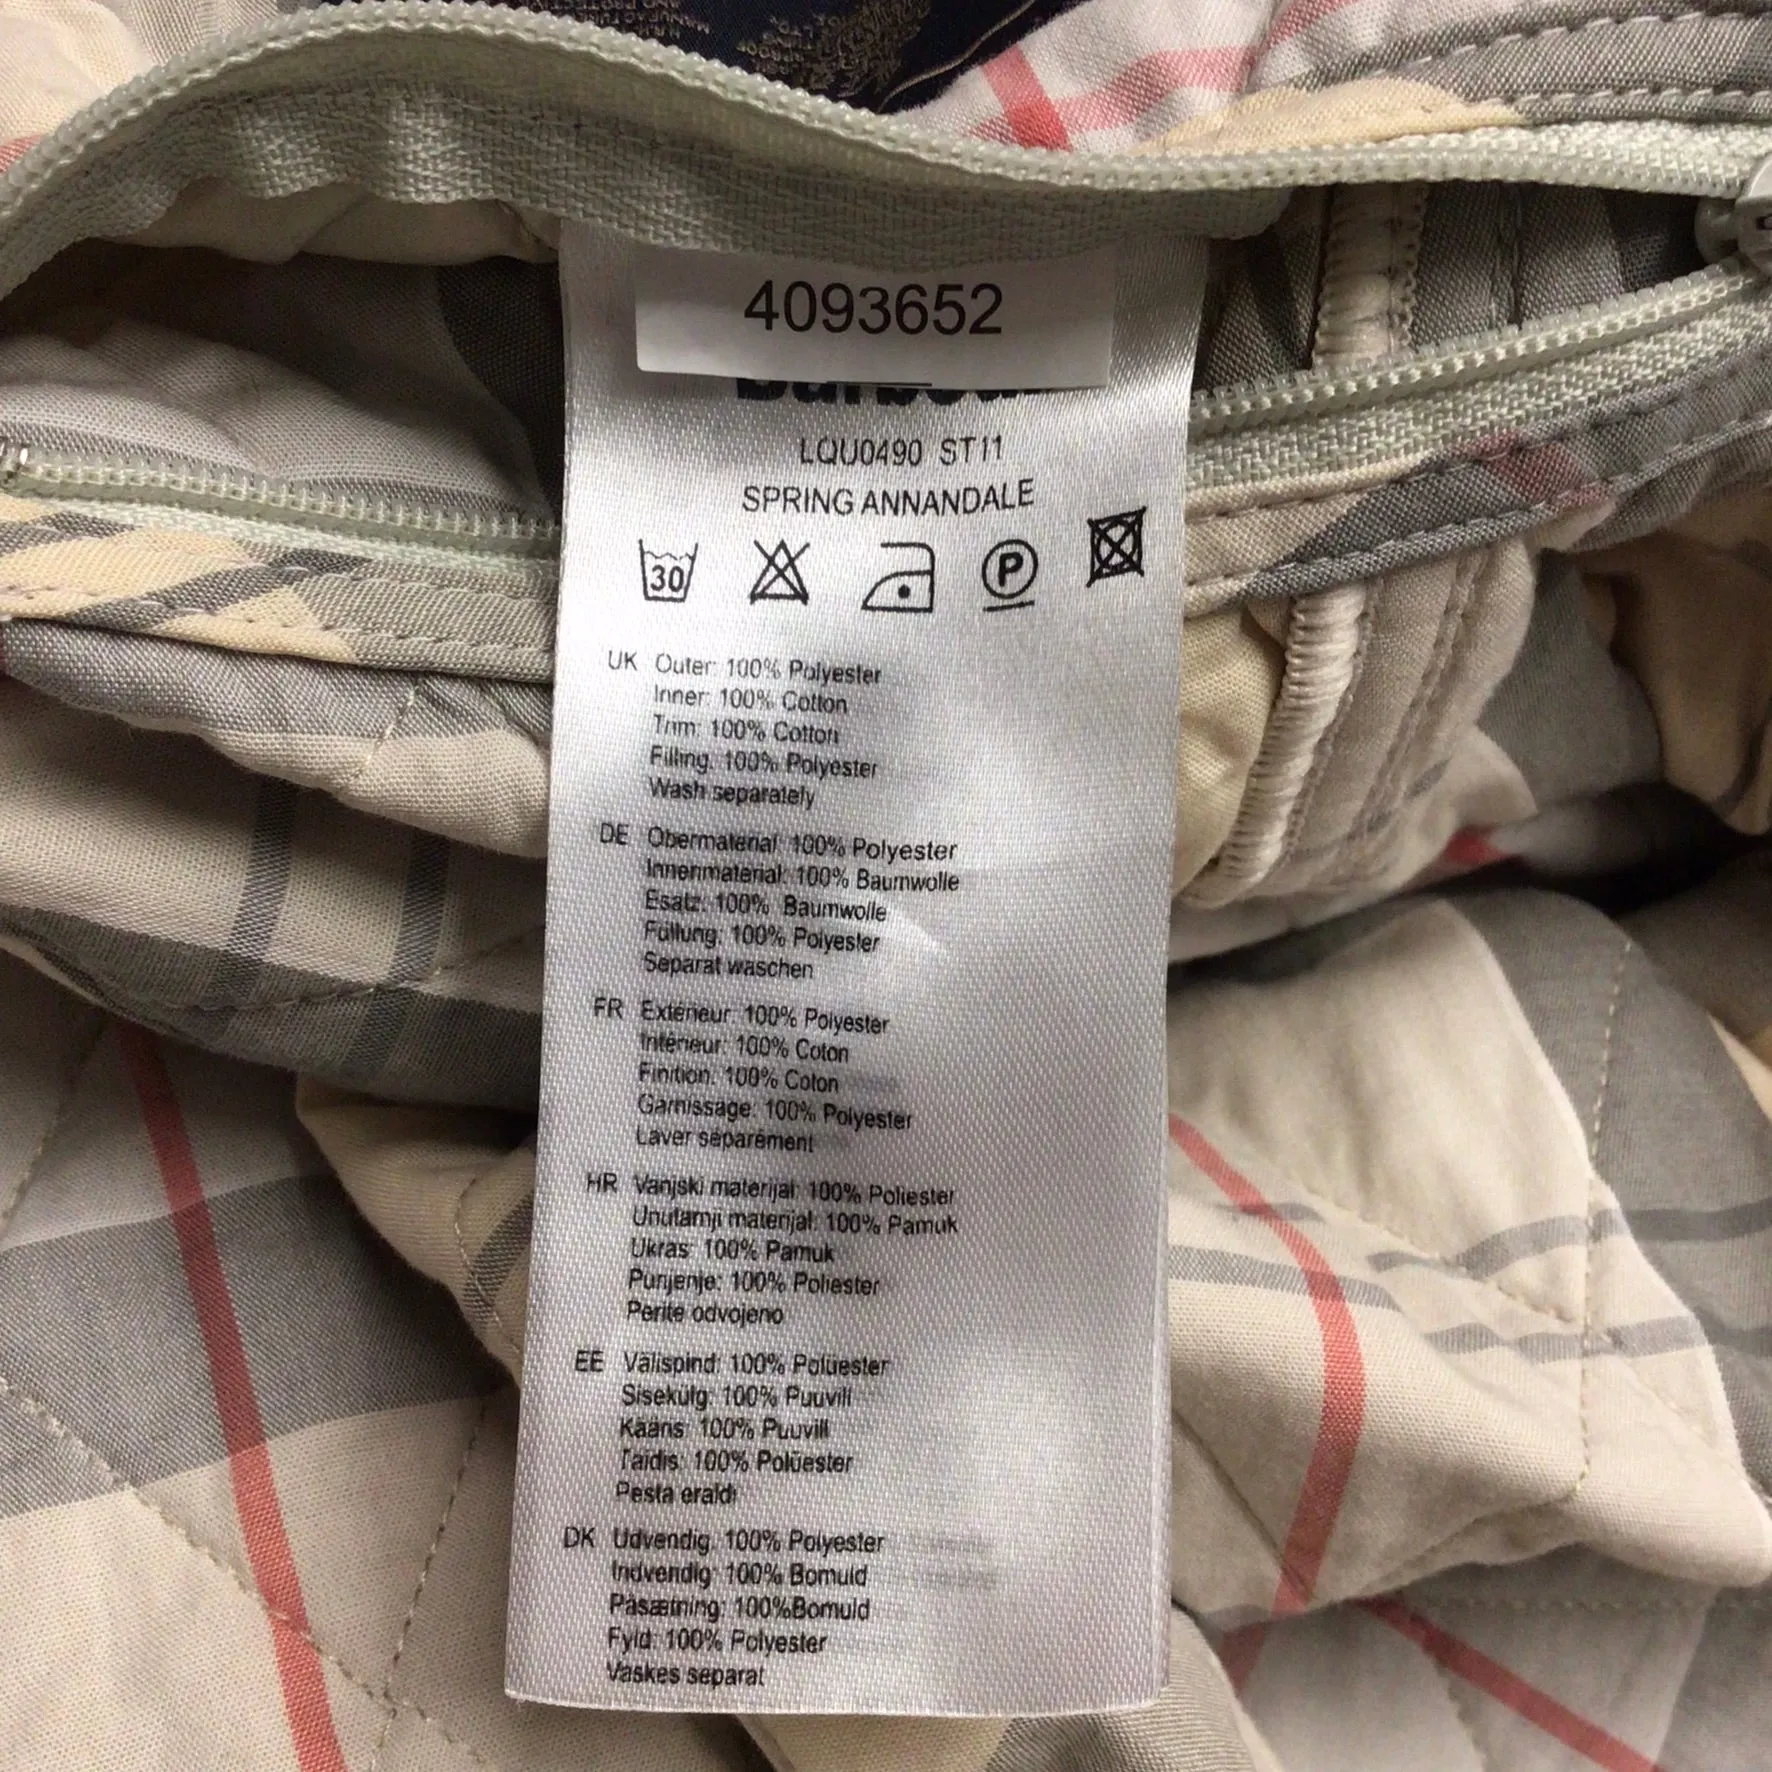 4093652
Barbour
LQU0490 ST11
SPRING ANNANDALE
30
P
UK Outer: 100% Polyester
Inner: 100% Cotton
Trim: 100% Cotton
Filling: 100% Polyester
Wash separately
DE Obermaterial: 100% Polyester
Innenmaterial: 100% Baumwolle
Esatz: 100% Baumwolle
Füllung: 100% Polyester
Separat waschen
FR Extérieur: 100% Polyester
Intérieur: 100% Coton
Finition: 100% Coton
Garnissage: 100% Polyester
Laver séparément
HR Vanjski materijal: 100% Poliester
Unutarnji materijal: 100% Pamuk
Ukras: 100% Pamuk
Punjenje: 100% Poliester
Perite odvojeno
EE Välispind: 100% Polüester
Sisekülg: 100% Puuvill
Kääns: 100% Puuvill
Täidis: 100% Polüester
Pesta eraldi
DK Udvendig: 100% Polyester
Indvendig: 100% Bomuld
Påsætning: 100%Bomuld
Fyld: 100% Polyester
Vaskes separat